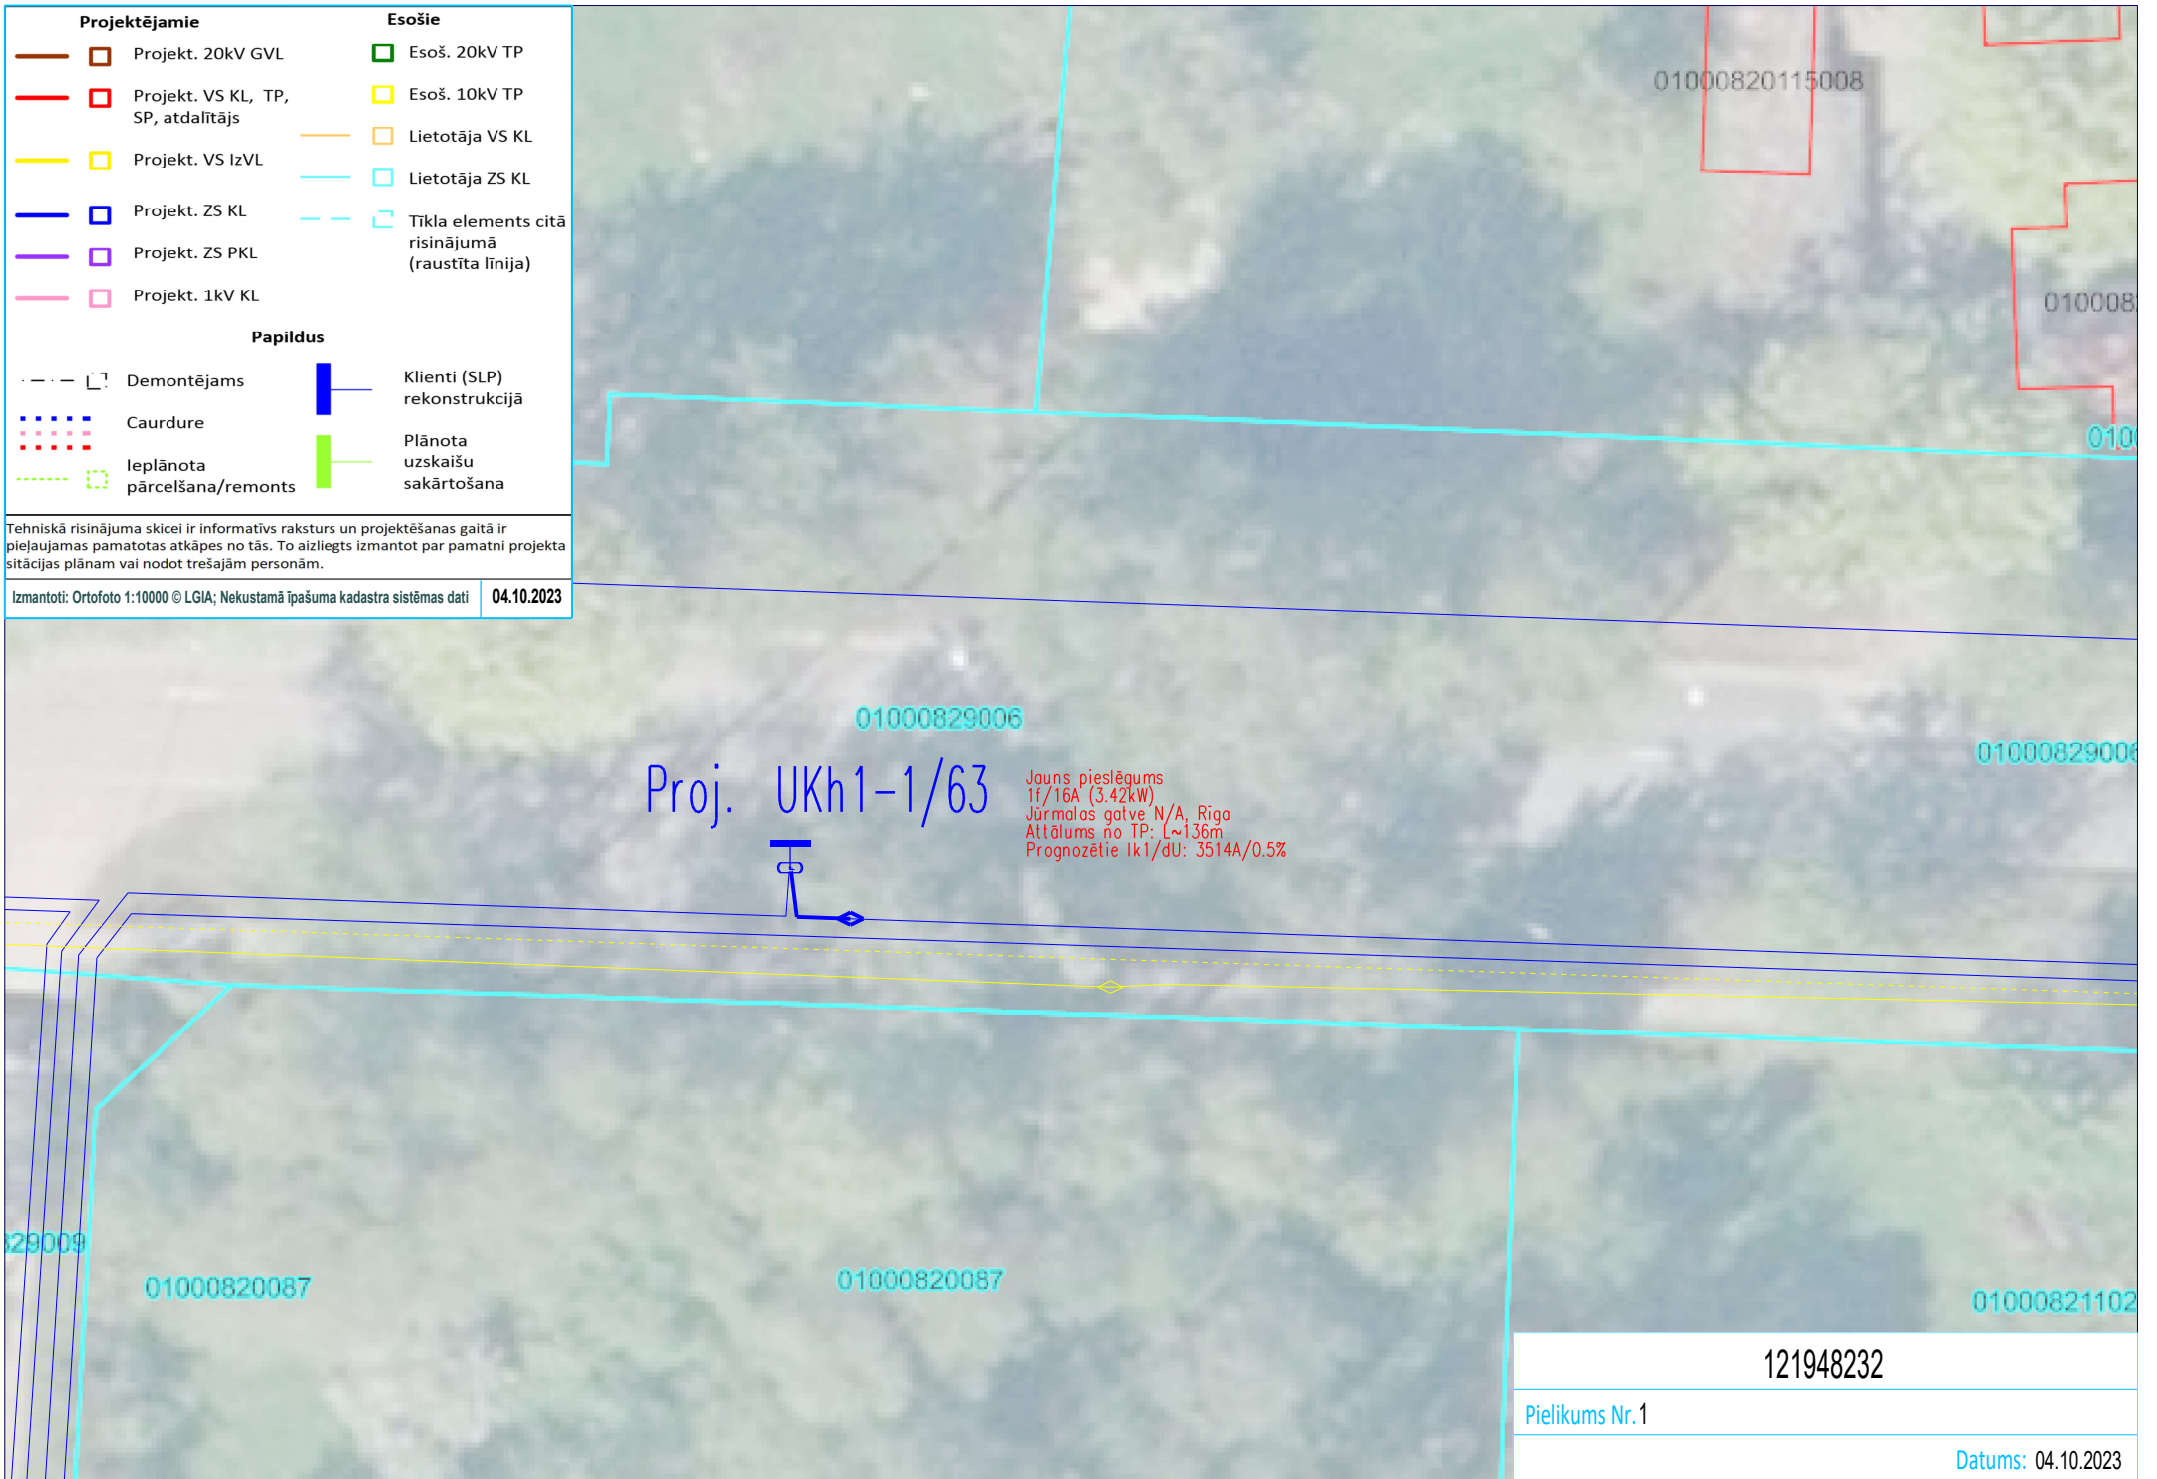 Projektējamie
Esošie
Projekt. 20kV GVL
Esoš. 20kV TP
Projekt. VS KL, TP,
SP, atdalītājs
Esoš. 10kV TP
Lietotāja VS KL
Projekt. VS IzVL
Lietotāja ZS KL
Projekt. ZS KL
Tīkla elements citā
risinājumā
(raustīta līnija)
Projekt. ZS PKL
Projekt. 1kV KL
Papildus
Demontējams
Klienti (SLP)
rekonstrukcijā
Caurdure
Plānota
uzskaišu
sakārtošana
Ieplānota
pārcelšana/remonts
Tehniskā risinājuma skicei ir informatīvs raksturs un projektēšanas gaitā ir
pieļaujamas pamatotas atkāpes no tās. To aizliegts izmantot par pamatni projekta
sitācijas plānam vai nodot trešajām personām.
Izmantoti: Ortofoto 1:10000 © LGIA; Nekustamā īpašuma kadastra sistēmas dati
04.10.2023
01000820115008
010008
0100
01000829006
01000829006
Proj. UKh1-1/63
Jauns pieslēgums
1f/16A (3.42kW)
Jūrmalas gatve N/A, Rīga
Attālums no TP: L~136m
Prognozētie Ik1/dU: 3514A/0.5%
829009
01000820087
01000820087
01000821102
121948232
Pielikums Nr. 1
Datums: 04.10.2023